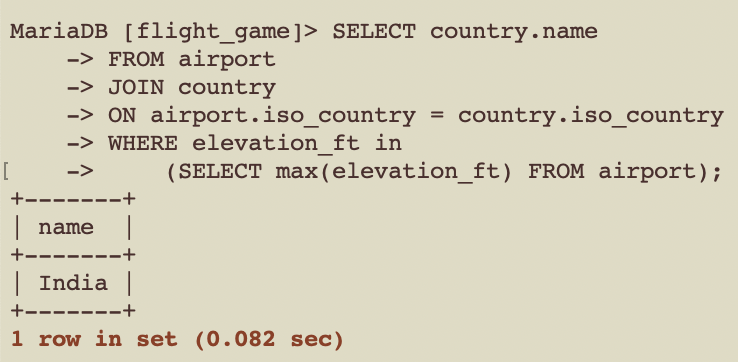 MariaDB [flight_game]> SELECT country.name
    -> FROM airport
    -> JOIN country
    -> ON airport.iso_country = country.iso_country
    -> WHERE elevation_ft in
[    ->     (SELECT max(elevation_ft) FROM airport);
+-------+
| name  |
+-------+
| India |
+-------+
1 row in set (0.082 sec)